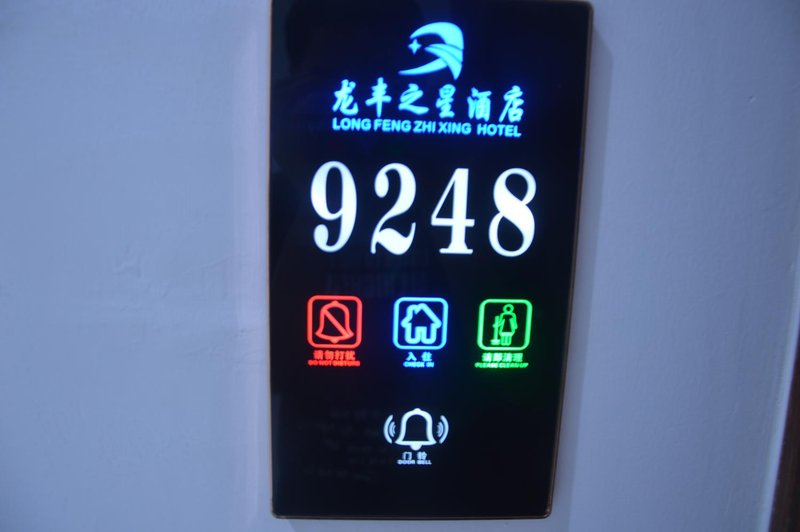 龙丰之星酒店
LONG FENG ZHI XING HOTEL
9248
请勿打扰
DO NOT DISTURB
入住
CHECK IN
请即清理
PLEASE CLEAN UP
门铃
DOOR BELL